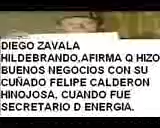 DIEGO ZAVALA
HILDEBRANDO,AFIRMA Q HIZO
BUENOS NEGOCIOS CON SU
CUÑADO FELIPE CALDERON
HINOJOSA, CUANDO FUE
SECRETARIO D ENERGIA.